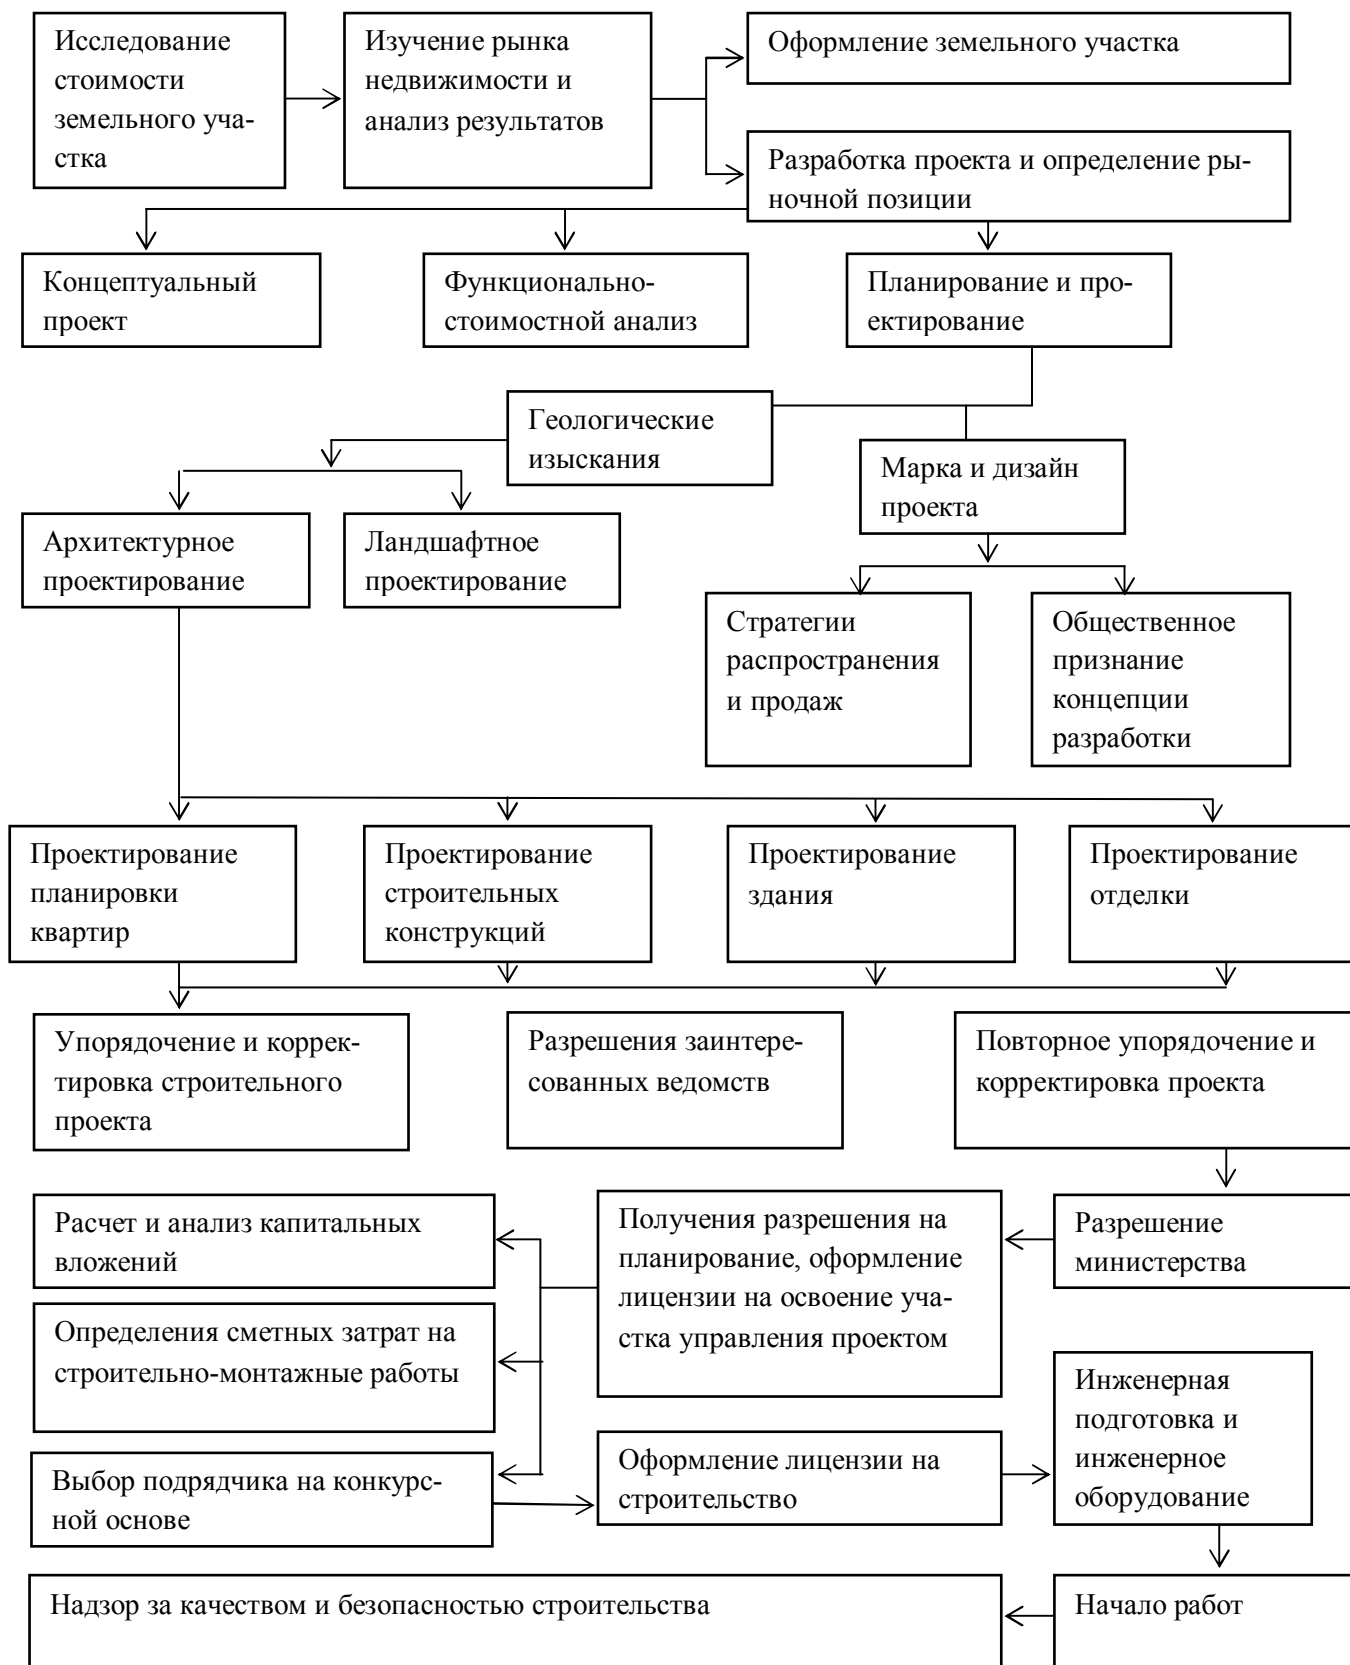 Исследование
стоимости
земельного уча-
стка
Изучение рынка
недвижимости и
анализ результатов
Оформление земельного участка
Разработка проекта и определение ры-
ночной позиции
Концептуальный
проект
Функционально-
стоимостной анализ
Планирование и про-
ектирование
Геологические
изыскания
Марка и дизайн
проекта
Архитектурное
проектирование
Ландшафтное
проектирование
Стратегии
распространения
и продаж
Общественное
признание
концепции
разработки
Проектирование
планировки
квартир
Проектирование
строительных
конструкций
Проектирование
здания
Проектирование
отделки
Упорядочение и коррек-
тировка строительного
проекта
Разрешения заинтере-
сованных ведомств
Повторное упорядочение и
корректировка проекта
Расчет и анализ капитальных
вложений
Получения разрешения на
планирование, оформление
лицензии на освоение уча-
стка управления проектом
Разрешение
министерства
Определения сметных затрат на
строительно-монтажные работы
Инженерная
подготовка и
инженерное
оборудование
Выбор подрядчика на конкурс-
ной основе
Оформление лицензии на
строительство
Надзор за качеством и безопасностью строительства
Начало работ